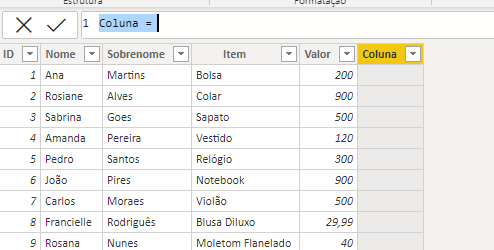 Estrutura Formatação
1 Coluna =
ID Nome Sobrenome Item Valor Coluna
1 Ana Martins Bolsa 200
2 Rosiane Alves Colar 900
3 Sabrina Goes Sapato 500
4 Amanda Pereira Vestido 120
5 Pedro Santos Relógio 300
6 João Pires Notebook 900
7 Carlos Moraes Violão 500
8 Francielle Rodriguês Blusa Diluxo 29,99
9 Rosana Nunes Moletom Flanelado 40